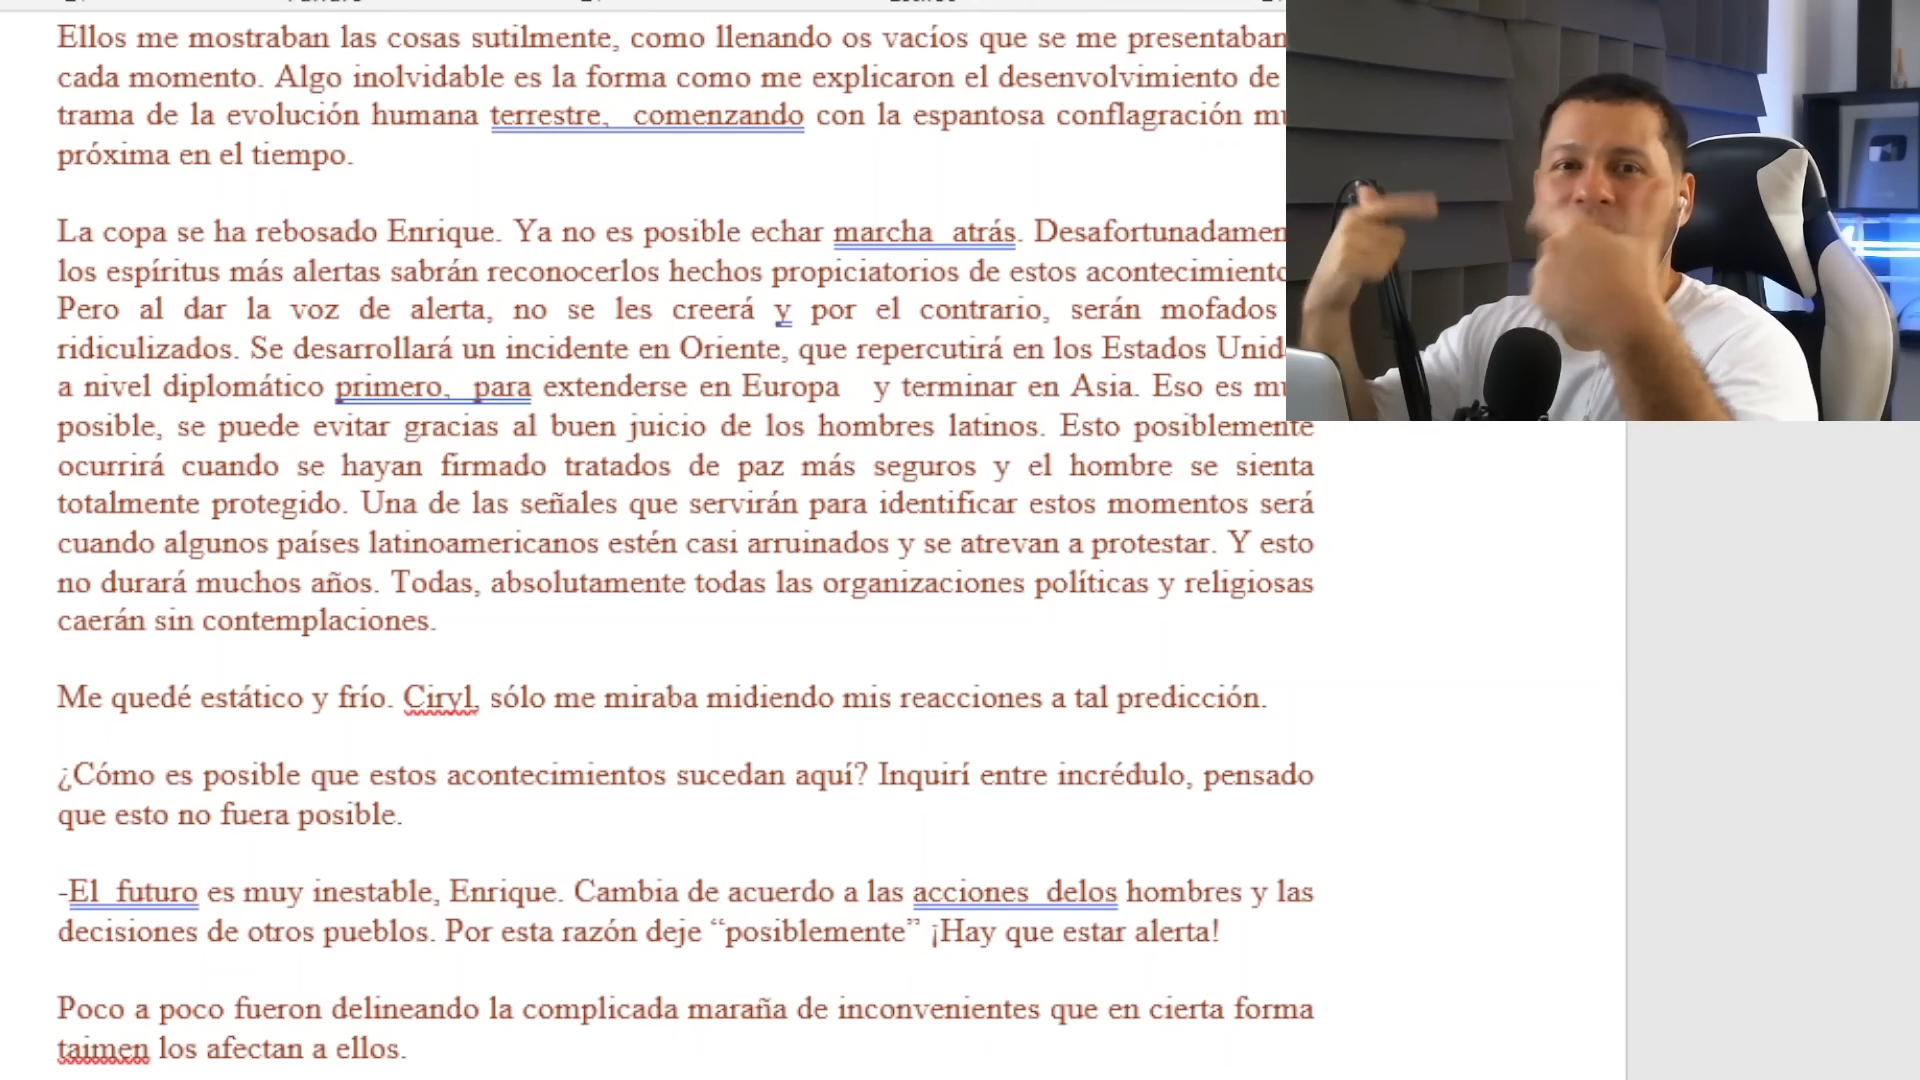 Ellos me mostraban las cosas sutilmente, como llenando os vacíos que se me presentaban
cada momento. Algo inolvidable es la forma como me explicaron el desenvolvimiento de
trama de la evolución humana terrestre, comenzando con la espantosa conflagración
próxima en el tiempo.
La copa se ha rebosado Enrique. Ya no es posible echar marcha atrás.
los espíritus más alertas sabrán reconocerlos hechos propiciatorios de estos
Pero al dar la voz de alerta, no se les creerá y por el contrario, serán mofados
ridiculizados. Se desarrollará un incidente en Oriente, que repercutirá en los Estados
a nivel diplomático primero, para extenderse en Europa y terminar en Asia. Eso es
posible, se puede evitar gracias al buen juicio de los hombres latinos. Esto posiblemente
ocurrirá cuando se hayan firmado tratados de paz más seguros y el hombre se sienta
totalmente protegido. Una de las señales que servirán para identificar estos momentos será
cuando algunos países latinoamericanos estén casi arruinados y se atrevan a protestar. Y esto
no durará muchos años. Todas, absolutamente todas las organizaciones políticas y religiosas
caerán sin contemplaciones.
Me quedé estático y frío. Ciryl, sólo me miraba midiendo mis reacciones a tal predicción.
¿Cómo es posible que estos acontecimientos sucedan aquí? Inquirí entre incrédulo, pensado
que esto no fuera posible.
-El futuro es muy inestable, Enrique. Cambia de acuerdo a las acciones delos hombres y las
decisiones de otros pueblos. Por esta razón deje “posiblemente” ¡Hay que estar alerta!
Poco a poco fueron delineando la complicada maraña de inconvenientes que en cierta forma
taimen los afectan a ellos.